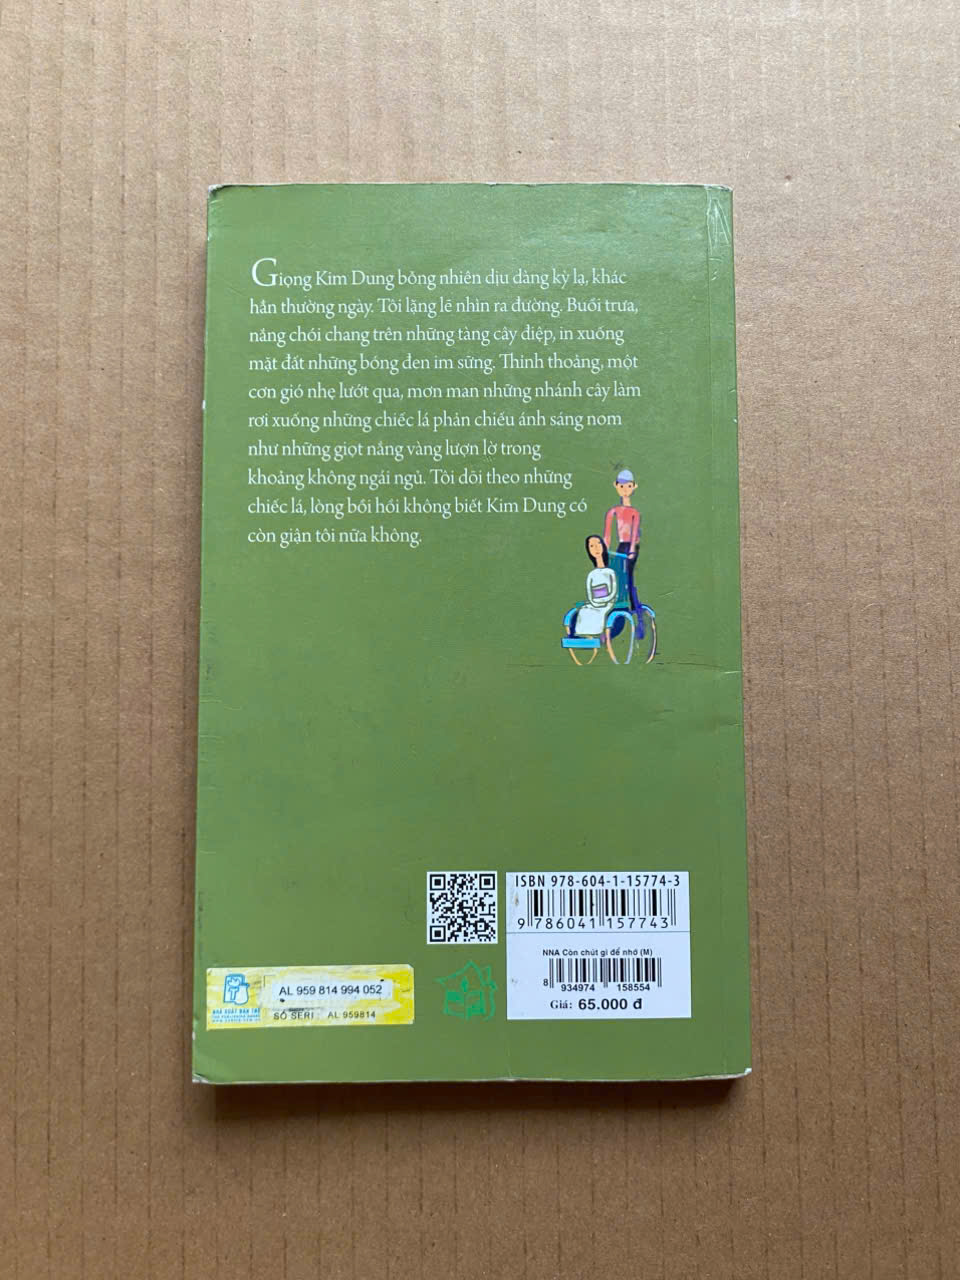 Giọng Kim Dung bỗng nhiên dịu dàng kỳ lạ, khác
hẳn thường ngày. Tôi lặng lẽ nhìn ra đường. Buổi trưa,
nắng chói chang trên những tàng cây điệp, in xuống
mặt đất những bóng đen im sững. Thỉnh thoảng, một
cơn gió nhẹ lướt qua, mơn man những nhánh cây làm
rơi xuống những chiếc lá phản chiếu ánh sáng nom
như những giọt nắng vàng lượn lờ trong
khoảng không ngái ngủ. Tôi dõi theo những
chiếc lá, lòng bồi hồi không biết Kim Dung có
còn giận tôi nữa không.
ISBN 978-604-1-15774-3
9 786041 157743
NNA Còn chút gì để nhớ (M)
8 934974 158554
Giá: 65.000 đ
AL 959 814 994 052
SỐ SERI : AL 959814
NHÀ XUẤT BẢN TRẺ